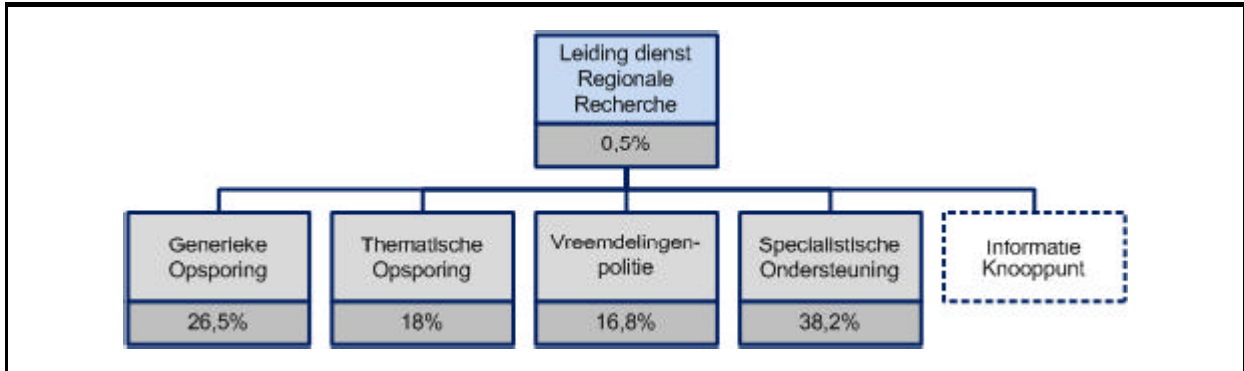 Leiding dienst
Regionale
Recherche
0,5%
Generieke
Opsporing
26,5%
Thematische
Opsporing
18%
Vreemdelingen-
politie
16,8%
Specialistische
Ondersteuning
38,2%
Informatie
Knooppunt